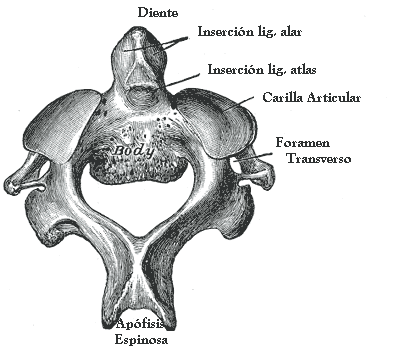 Diente
Inserción lig. alar
Inserción lig. atlas
Carilla Articular
Foramen
Transverso
Body
Apófisis
Espinosa